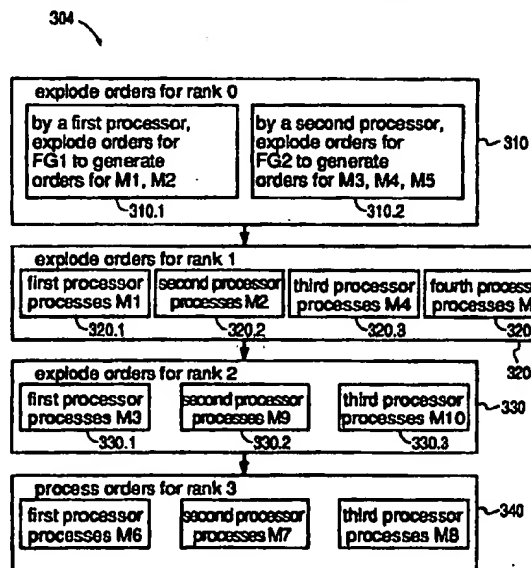 304
explode orders for rank 0
by a first processor,
explode orders for
FG1 to generate
orders for M1, M2
by a second processor,
explode orders for
FG2 to generate
orders for M3, M4, M5
310
310.1
310.2
explode orders for rank 1
first processor
processes M1
second processor
processes M2
third processor
processes M4
fourth process
processes M
320.1
320.2
320.3
320
320
explode orders for rank 2
first processor
processes M3
second processor
processes M9
third processor
processes M10
330
330.1
330.2
330.3
process orders for rank 3
first processor
processes M6
second processor
processes M7
third processor
processes M8
340